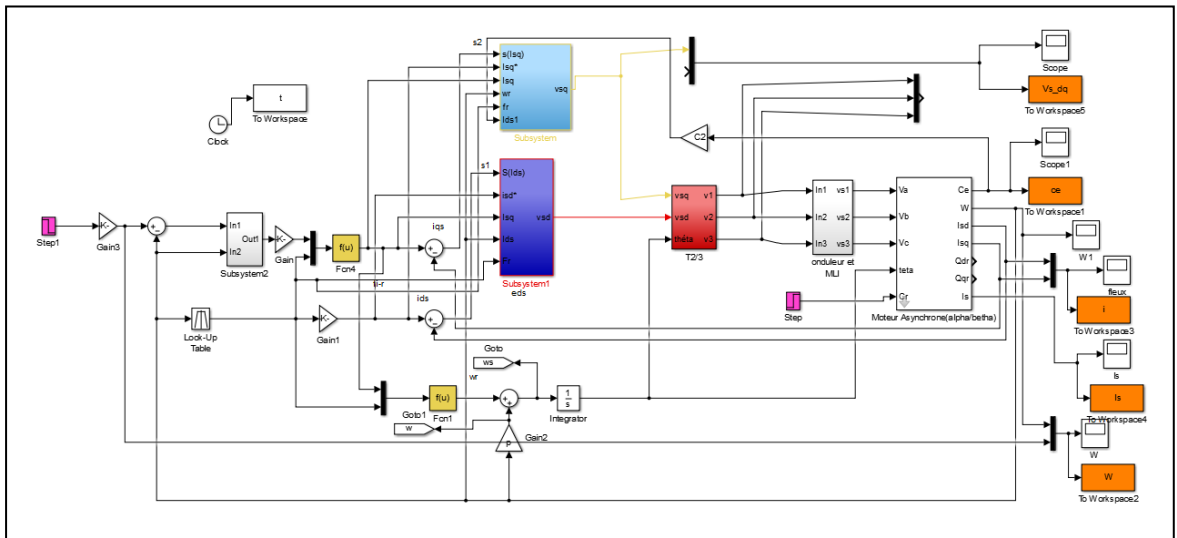 s2
s(Isq)
Isq*
Isq
wr
fr
Ids1
vsq
Subsystem
Scope
Vs_dq
To Workspace5
t
To Workspace
Clock
C2
Scope1
ce
To Workspace1
s1
S(Ids)
isd*
Isq
Ids
Fr
vsd
Subsystem1
eds
vsq
vsd
thêta
v1
v2
v3
T2/3
In1
In2
In3
vs1
vs2
vs3
onduleur et
MLI
Va
Vb
Vc
teta
Cr
Ce
W
Isd
Isq
Qdr
Qqr
Is
Moteur Asynchrone(alpha/betha)
W1
fleux
i
To Workspace3
Step1
-K-
Gain3
In1
In2
Out1
Subsystem2
-K-
Gain
f(u)
Fcn4
iqs
ids
Look-Up
Table
-K-
Gain1
Step
Goto
ws
wr
f(u)
Fcn1
Goto1
w
p
Gain2
1
s
Integrator
Is
Is
To Workspace4
W
W
To Workspace2